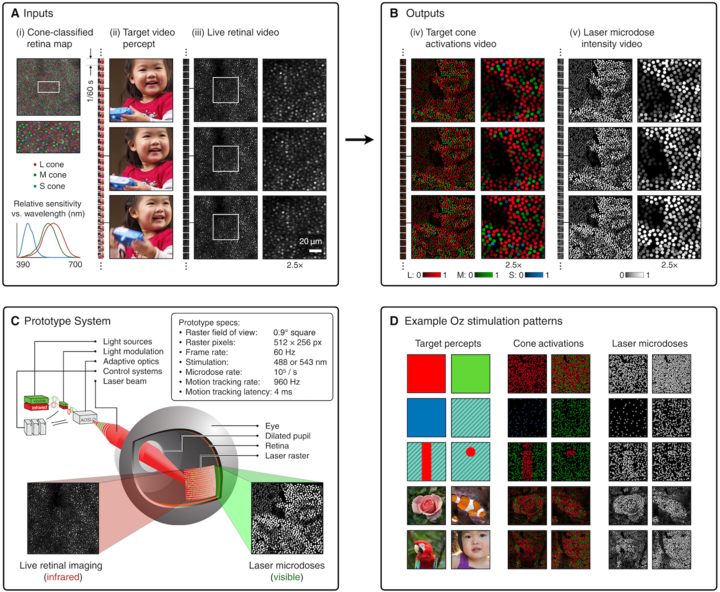 A Inputs
(i) Cone-classified
retina map
(ii) Target video
percept
(iii) Live retinal video
1/60 s
L cone
M cone
S cone
Relative sensitivity
vs. wavelength (nm)
390 700
20 µm
2.5×
B Outputs
(iv) Target cone
activations video
(v) Laser microdose
intensity video
2.5×
2.5×
L: 0 1 M: 0 1 S: 0 1
0 1
C Prototype System
Light sources
Light modulation
Adaptive optics
Control systems
Laser beam
infrared
AOSLO
Prototype specs:
• Raster field of view: 0.9° square
• Raster pixels: 512 × 256 px
• Frame rate: 60 Hz
• Stimulation: 488 or 543 nm
• Microdose rate: 10⁵ / s
• Motion tracking rate: 960 Hz
• Motion tracking latency: 4 ms
Eye
Dilated pupil
Retina
Laser raster
Live retinal imaging
(infrared)
Laser microdoses
(visible)
D Example Oz stimulation patterns
Target percepts
Cone activations
Laser microdoses